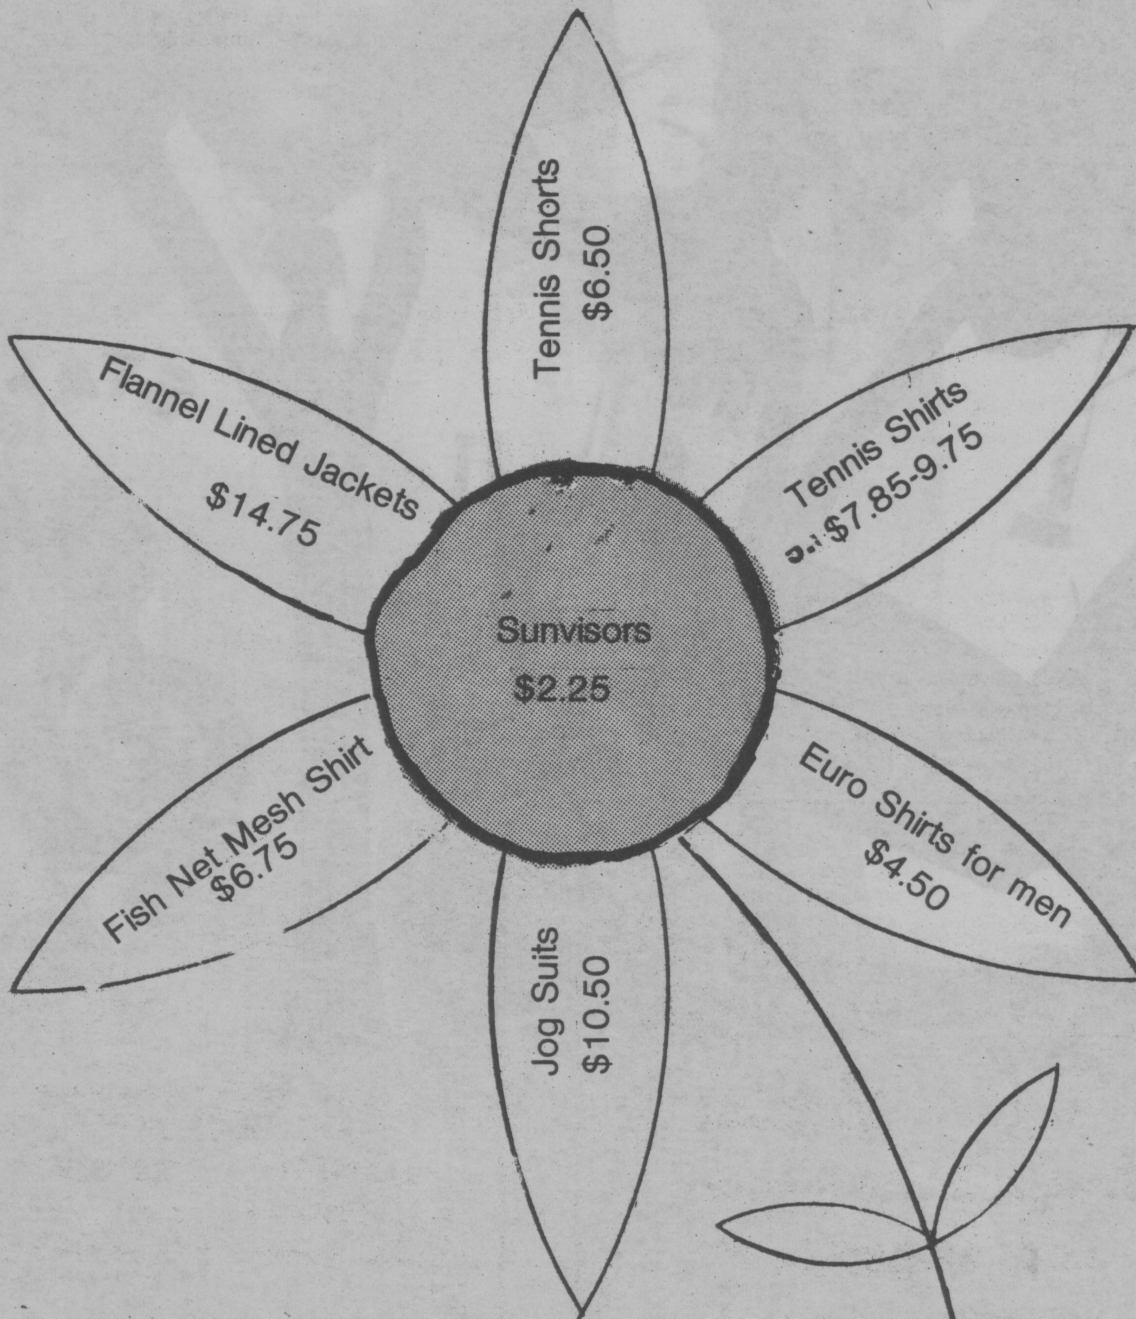 Tennis Shorts
$6.50
Tennis Shirts
$7.85-9.75
Euro Shirts for men
$4.50
Jog Suits
$10.50
Fish Net Mesh Shirt
$6.75
Flannel Lined Jackets
$14.75
Sunvisors
$2.25